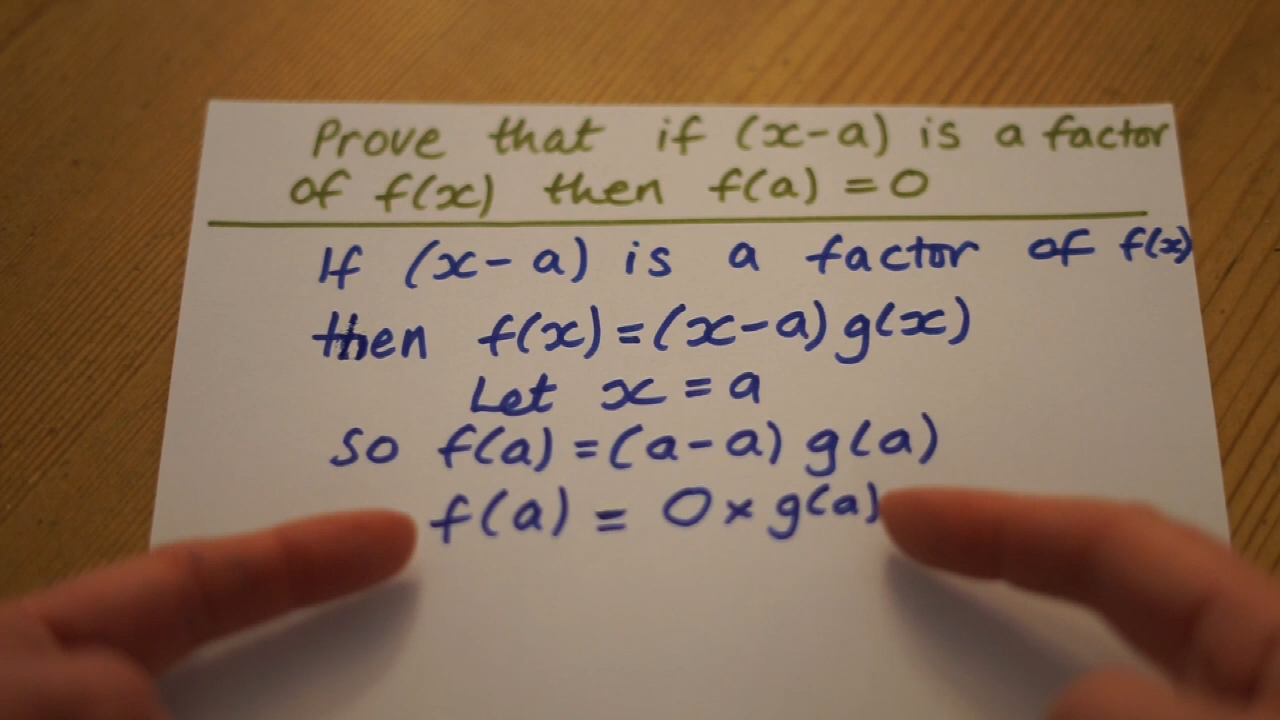 Prove that if (x-a) is a factor
of f(x) then f(a) = 0
If (x-a) is a factor of f(x)
then f(x) = (x-a) g(x)
Let x = a
So f(a) = (a-a) g(a)
f(a) = 0 × g(a)